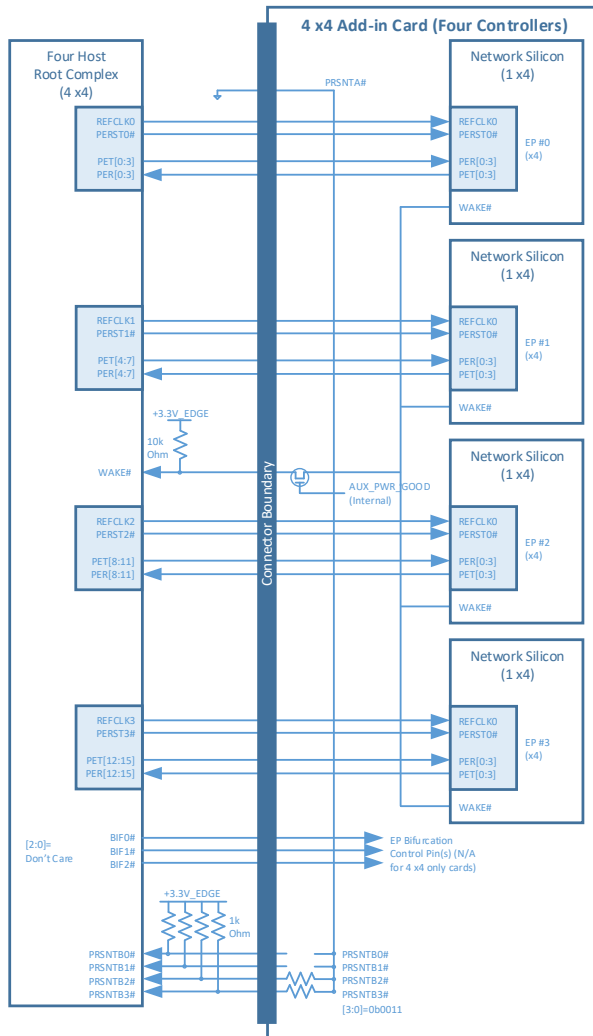 4 x4 Add-in Card (Four Controllers)
Four Host
Root Complex
(4 x4)
PRSNTA#
Network Silicon
(1 x4)
REFCLK0
PERST0#
PET[0:3]
PER[0:3]
REFCLK0
PERST0#
PER[0:3]
PET[0:3]
EP #0
(x4)
WAKE#
Network Silicon
(1 x4)
REFCLK1
PERST1#
PET[4:7]
PER[4:7]
REFCLK0
PERST0#
PER[0:3]
PET[0:3]
EP #1
(x4)
WAKE#
+3.3V_EDGE
10k
Ohm
WAKE#
AUX_PWR_GOOD
(Internal)
Connector Boundary
Network Silicon
(1 x4)
REFCLK2
PERST2#
PET[8:11]
PER[8:11]
REFCLK0
PERST0#
PER[0:3]
PET[0:3]
EP #2
(x4)
WAKE#
Network Silicon
(1 x4)
REFCLK3
PERST3#
PET[12:15]
PER[12:15]
REFCLK0
PERST0#
PER[0:3]
PET[0:3]
EP #3
(x4)
WAKE#
[2:0]=
Don't Care
BIF0#
BIF1#
BIF2#
EP Bifurcation
Control Pin(s) (N/A
for 4 x4 only cards)
+3.3V_EDGE
1k
Ohm
PRSNTB0#
PRSNTB1#
PRSNTB2#
PRSNTB3#
PRSNTB0#
PRSNTB1#
PRSNTB2#
PRSNTB3#
[3:0]=0b0011